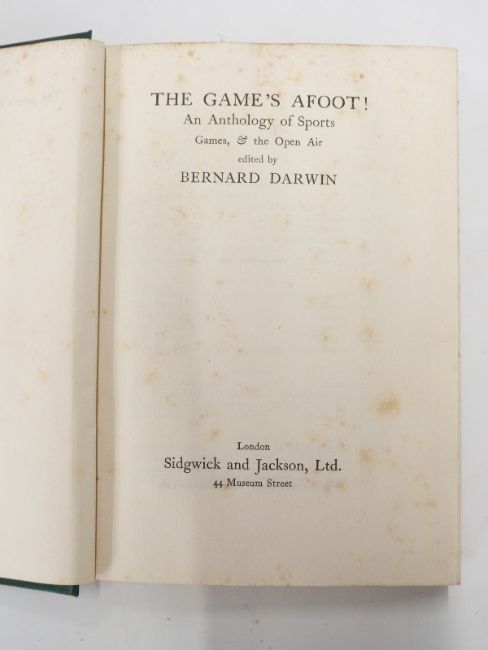 THE GAME'S AFOOT!
An Anthology of Sports
Games, & the Open Air
edited by
BERNARD DARWIN
London
Sidgwick and Jackson, Ltd.
44 Museum Street